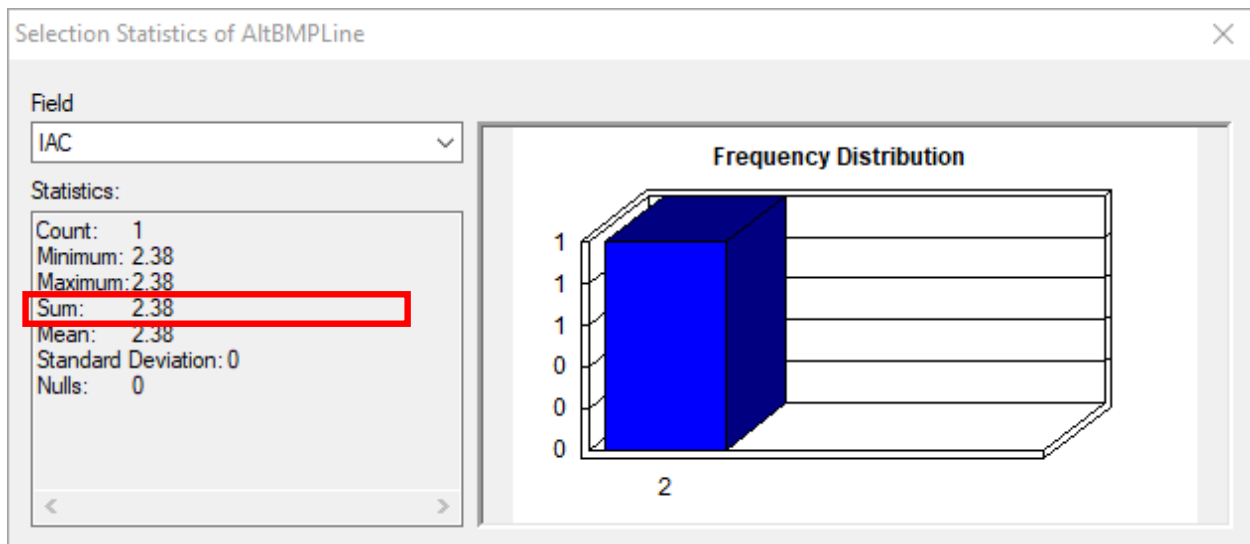 Selection Statistics of AltBMPLine
Field
IAC
Statistics:
Count: 1
Minimum: 2.38
Maximum: 2.38
Sum: 2.38
Mean: 2.38
Standard Deviation: 0
Nulls: 0
Frequency Distribution
1
1
1
0
0
0
2